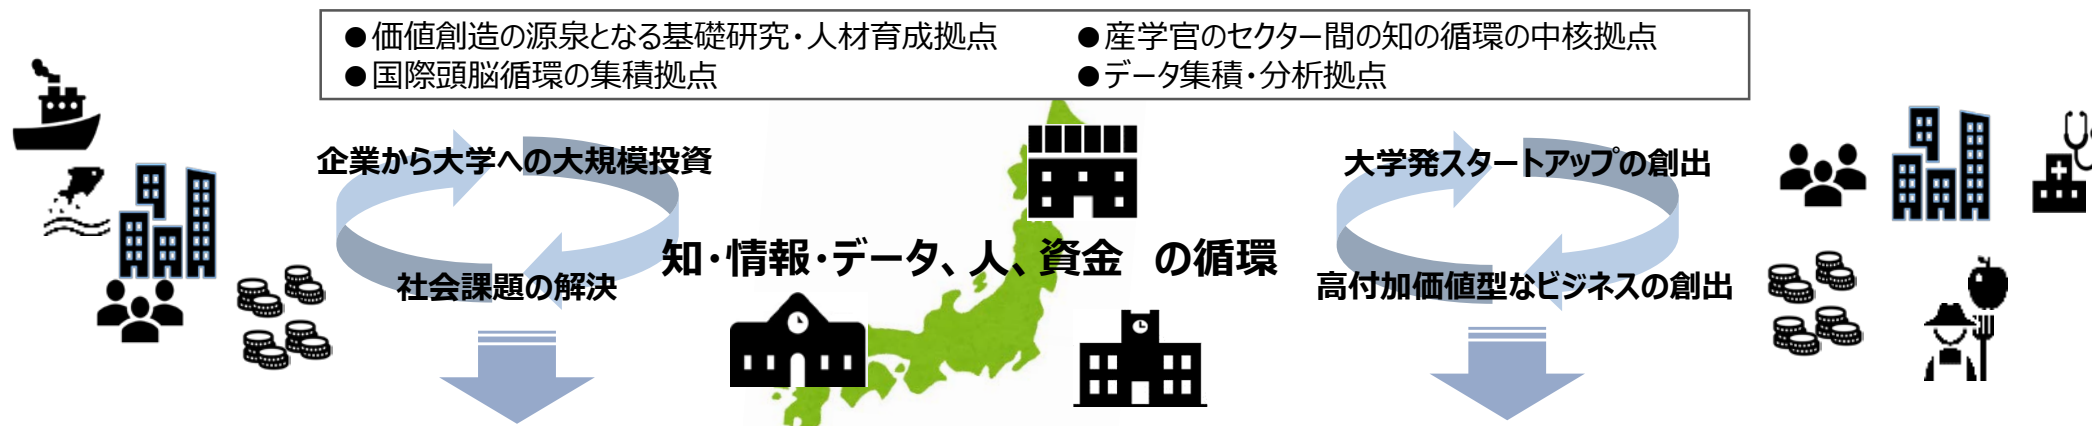 ●価値創造の源泉となる基礎研究・人材育成拠点
●産学官のセクター間の知の循環の中核拠点
●国際頭脳循環の集積拠点
●データ集積・分析拠点
企業から大学への大規模投資
大学発スタートアップの創出
知・情報・データ、人、資金　の循環
社会課題の解決
高付加価値型なビジネスの創出